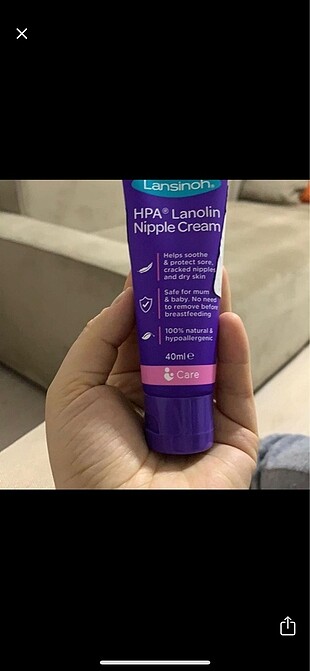 Lansinoh®
HPA® Lanolin
Nipple Cream
Helps soothe
& protect sore,
cracked nipples
and dry skin
Safe for mum
& baby. No need
to remove before
breastfeeding
100% natural &
hypoallergenic
40ml℮
Care